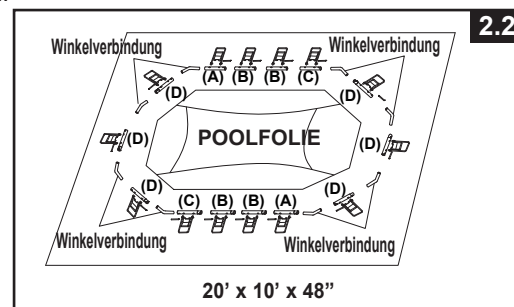 2.2
Winkelverbindung Winkelverbindung
(A) (B) (B) (C)
(D) (D)
(D) POOLFOLIE (D)
(D) (D)
(C) (B) (B) (A)
Winkelverbindung Winkelverbindung
20’ x 10’ x 48”